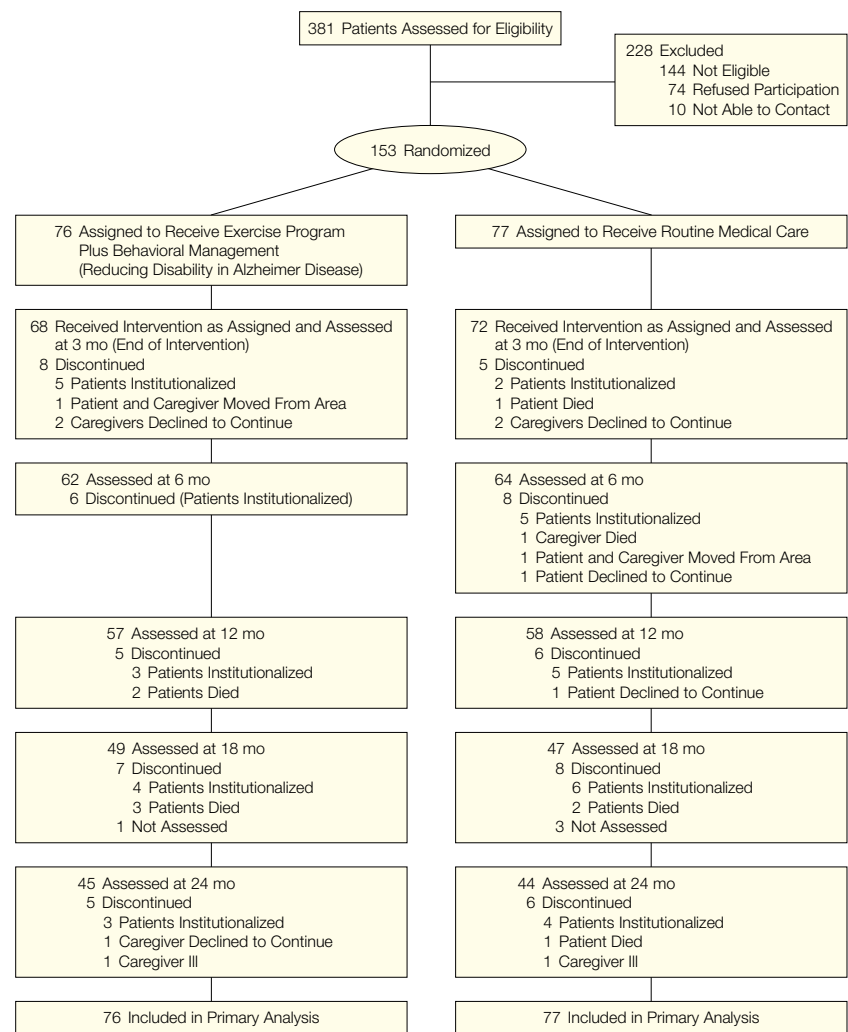 381 Patients Assessed for Eligibility
228 Excluded
144 Not Eligible
74 Refused Participation
10 Not Able to Contact
153 Randomized
76 Assigned to Receive Exercise Program
Plus Behavioral Management
(Reducing Disability in Alzheimer Disease)
77 Assigned to Receive Routine Medical Care
68 Received Intervention as Assigned and Assessed
at 3 mo (End of Intervention)
8 Discontinued
5 Patients Institutionalized
1 Patient and Caregiver Moved From Area
2 Caregivers Declined to Continue
72 Received Intervention as Assigned and Assessed
at 3 mo (End of Intervention)
5 Discontinued
2 Patients Institutionalized
1 Patient Died
2 Caregivers Declined to Continue
62 Assessed at 6 mo
6 Discontinued (Patients Institutionalized)
64 Assessed at 6 mo
8 Discontinued
5 Patients Institutionalized
1 Caregiver Died
1 Patient and Caregiver Moved From Area
1 Patient Declined to Continue
57 Assessed at 12 mo
5 Discontinued
3 Patients Institutionalized
2 Patients Died
58 Assessed at 12 mo
6 Discontinued
5 Patients Institutionalized
1 Patient Declined to Continue
49 Assessed at 18 mo
7 Discontinued
4 Patients Institutionalized
3 Patients Died
1 Not Assessed
47 Assessed at 18 mo
8 Discontinued
6 Patients Institutionalized
2 Patients Died
3 Not Assessed
45 Assessed at 24 mo
5 Discontinued
3 Patients Institutionalized
1 Caregiver Declined to Continue
1 Caregiver Ill
44 Assessed at 24 mo
6 Discontinued
4 Patients Institutionalized
1 Patient Died
1 Caregiver Ill
76 Included in Primary Analysis
77 Included in Primary Analysis